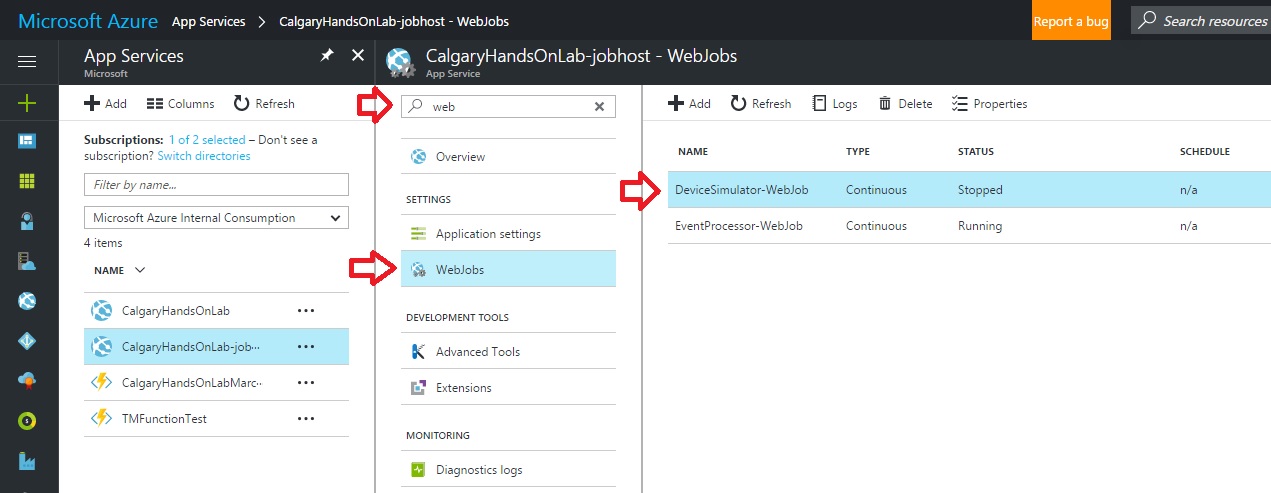 Microsoft Azure App Services > CalgaryHandsOnLab-jobhost - WebJobs
Report a bug
Search resources
App Services
Microsoft
Add Columns Refresh
Subscriptions: 1 of 2 selected – Don't see a
subscription? Switch directories
Filter by name...
Microsoft Azure Internal Consumption
4 items
NAME
CalgaryHandsOnLab
CalgaryHandsOnLab-job··
CalgaryHandsOnLabMarc··
TMFunctionTest
CalgaryHandsOnLab-jobhost - WebJobs
App Service
web
Overview
SETTINGS
Application settings
WebJobs
DEVELOPMENT TOOLS
Advanced Tools
Extensions
MONITORING
Diagnostics logs
Add Refresh Logs Delete Properties
NAME TYPE STATUS SCHEDULE
DeviceSimulator-WebJob Continuous Stopped n/a
EventProcessor-WebJob Continuous Running n/a